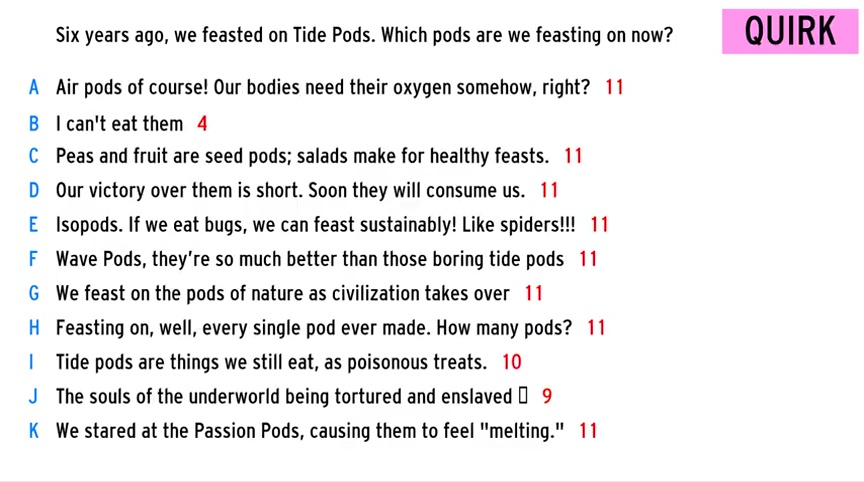 Six years ago, we feasted on Tide Pods. Which pods are we feasting on now?
QUIRK
A Air pods of course! Our bodies need their oxygen somehow, right? 11
B I can't eat them 4
C Peas and fruit are seed pods; salads make for healthy feasts. 11
D Our victory over them is short. Soon they will consume us. 11
E Isopods. If we eat bugs, we can feast sustainably! Like spiders!!! 11
F Wave Pods, they’re so much better than those boring tide pods 11
G We feast on the pods of nature as civilization takes over 11
H Feasting on, well, every single pod ever made. How many pods? 11
I Tide pods are things we still eat, as poisonous treats. 10
J The souls of the underworld being tortured and enslaved ▯ 9
K We stared at the Passion Pods, causing them to feel "melting." 11